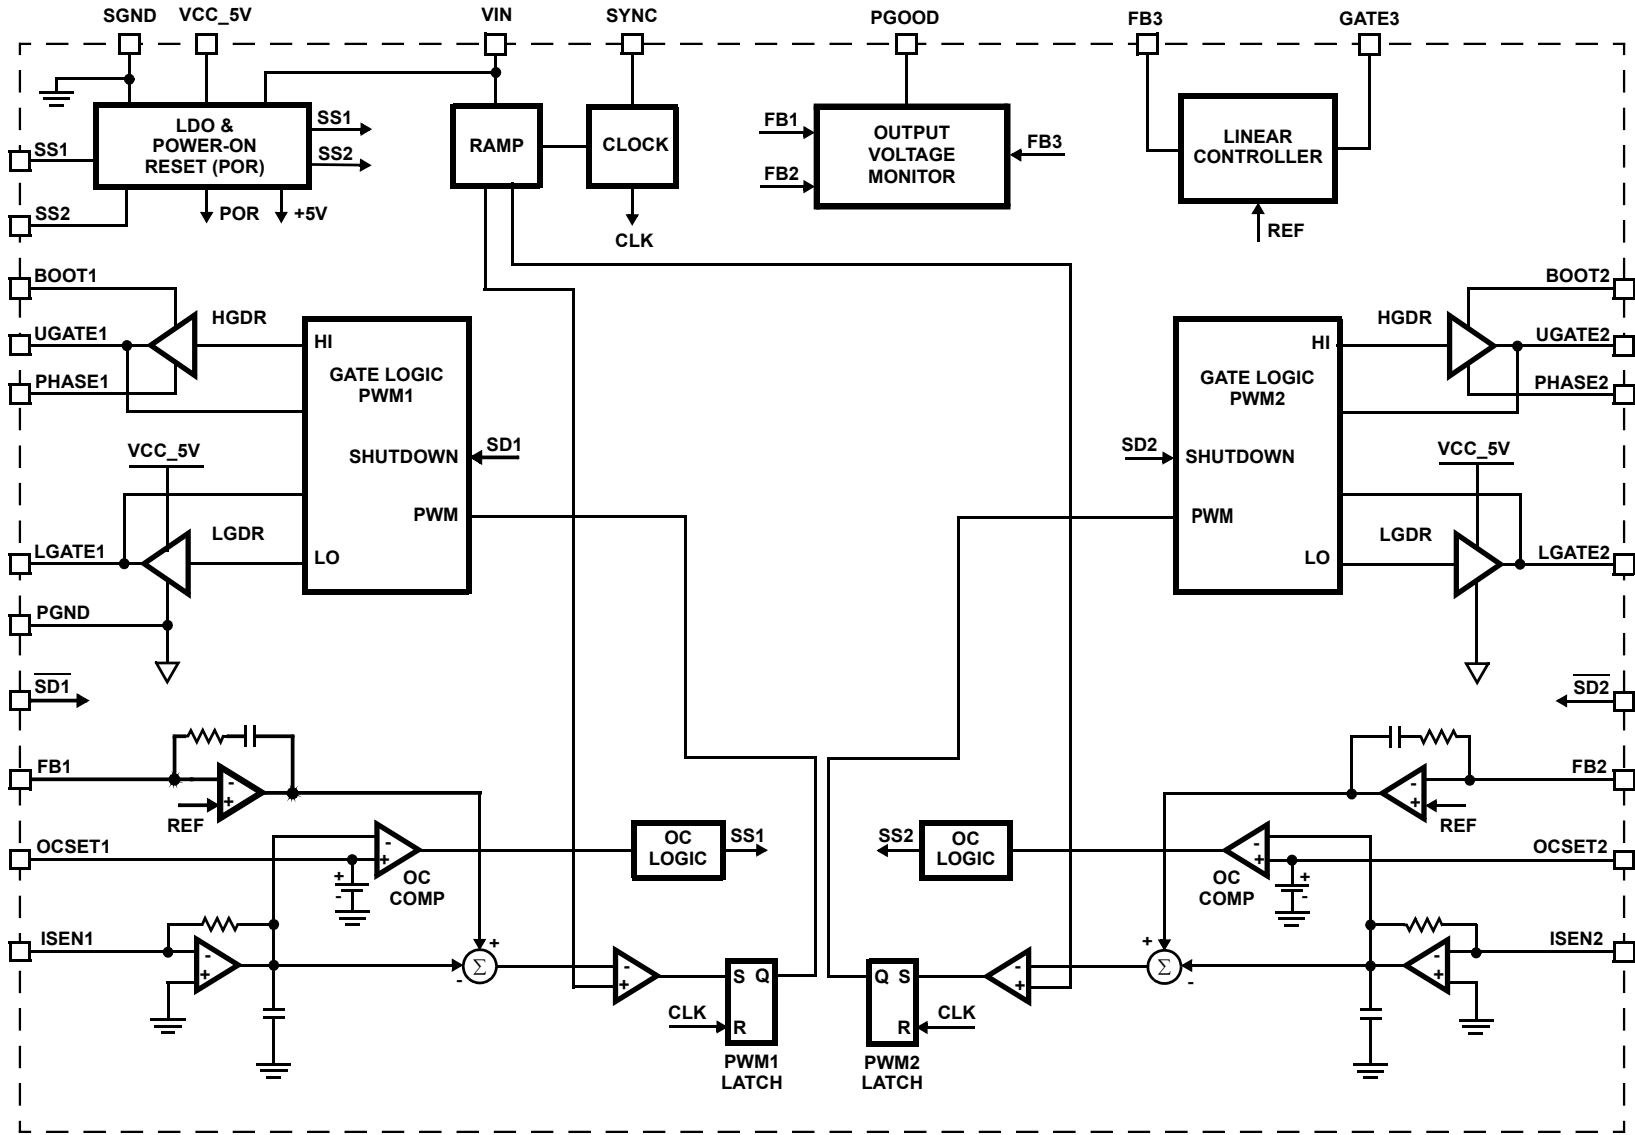 SGND
VCC_5V
VIN
SYNC
PGOOD
FB3
GATE3
LDO &
POWER-ON
RESET (POR)
SS1
SS2
SS1
SS2
POR
+5V
RAMP
CLOCK
CLK
FB1
FB2
OUTPUT
VOLTAGE
MONITOR
FB3
LINEAR
CONTROLLER
REF
BOOT1
UGATE1
PHASE1
HGDR
HI
GATE LOGIC
PWM1
SHUTDOWN
SD1
PWM
LO
VCC_5V
LGDR
LGATE1
PGND
SD1
BOOT2
UGATE2
PHASE2
HGDR
HI
GATE LOGIC
PWM2
SD2
SHUTDOWN
PWM
LO
VCC_5V
LGDR
LGATE2
SD2
FB1
-
+
REF
OCSET1
-
+
OC
COMP
+
-
OC
LOGIC
SS1
ISEN1
-
+
+
Σ
-
-
+
S Q
R
CLK
PWM1
LATCH
FB2
-
+
REF
OCSET2
-
+
OC
COMP
+
-
OC
LOGIC
SS2
ISEN2
-
+
+
Σ
-
-
+
Q S
R
CLK
PWM2
LATCH